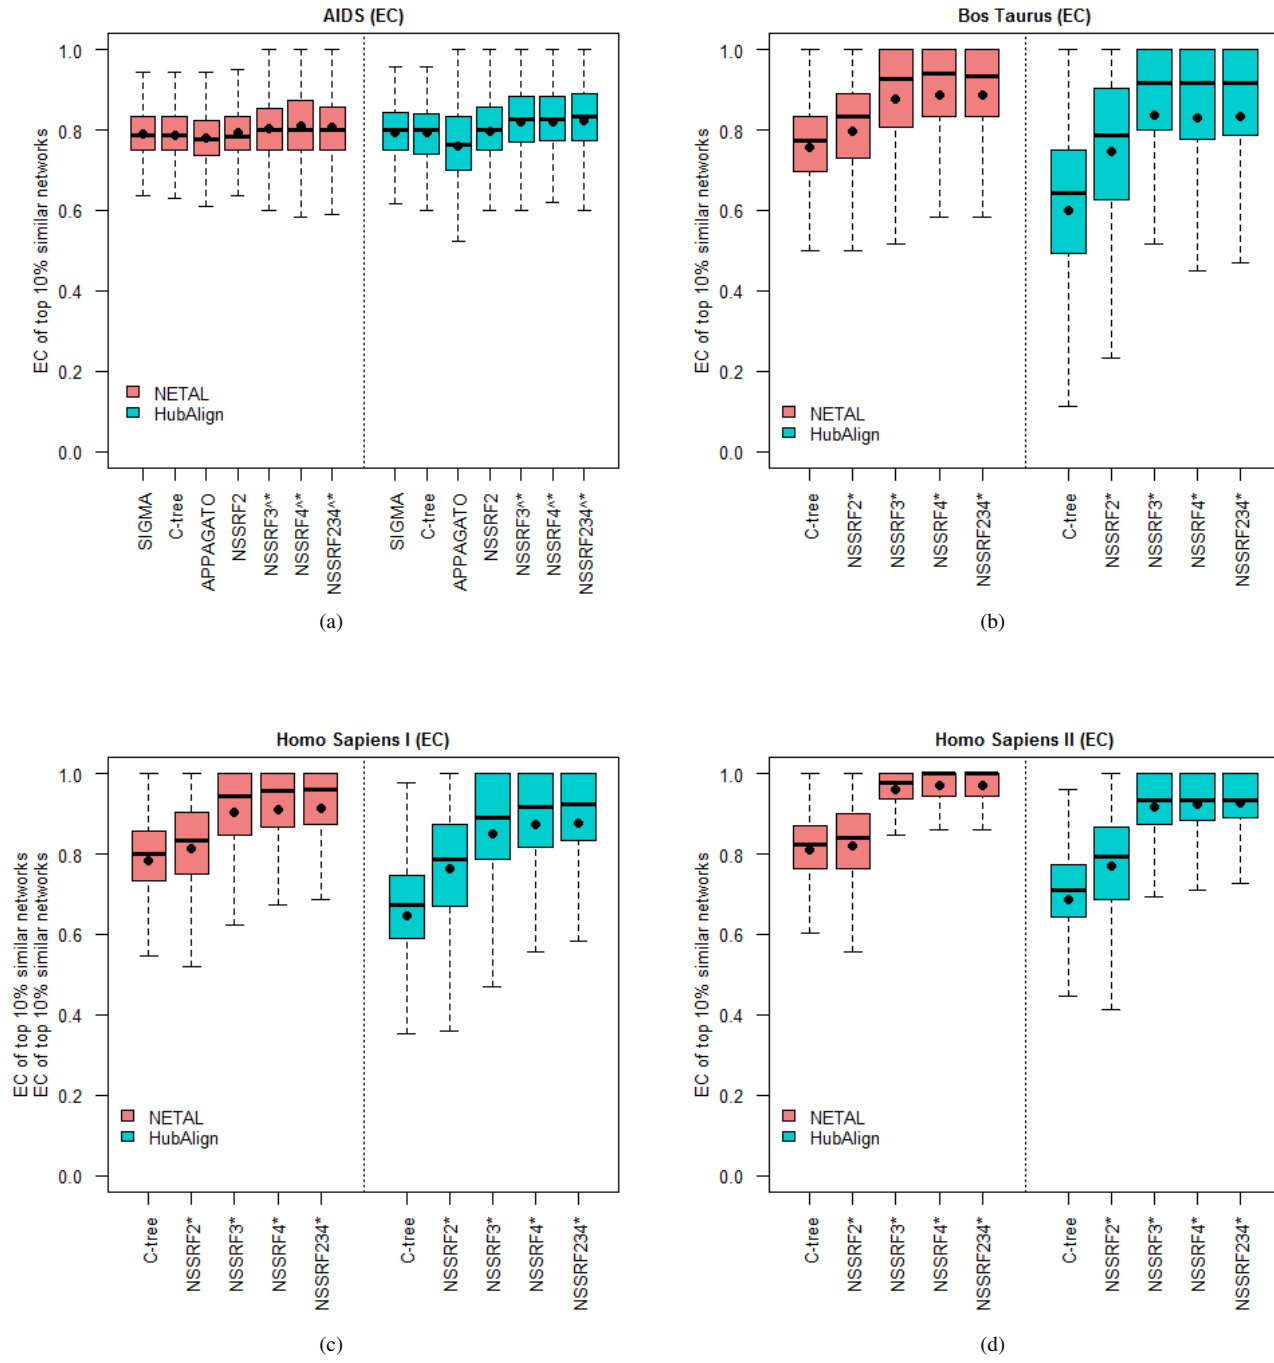 AIDS (EC)
EC of top 10% similar networks
1.0
0.8
0.6
0.4
0.2
0.0
NETAL
HubAlign
SIGMA
C-tree
APPAGATO
NSSRF2
NSSRF3^*
NSSRF4^*
NSSRF234^*
SIGMA
C-tree
APPAGATO
NSSRF2
NSSRF3^*
NSSRF4^*
NSSRF234^*
(a)
Bos Taurus (EC)
EC of top 10% similar networks
1.0
0.8
0.6
0.4
0.2
0.0
NETAL
HubAlign
C-tree
NSSRF2*
NSSRF3*
NSSRF4*
NSSRF234*
C-tree
NSSRF2*
NSSRF3*
NSSRF4*
NSSRF234*
(b)
Homo Sapiens I (EC)
EC of top 10% similar networks
EC of top 10% similar networks
1.0
0.8
0.6
0.4
0.2
0.0
NETAL
HubAlign
C-tree
NSSRF2*
NSSRF3*
NSSRF4*
NSSRF234*
C-tree
NSSRF2*
NSSRF3*
NSSRF4*
NSSRF234*
(c)
Homo Sapiens II (EC)
EC of top 10% similar networks
1.0
0.8
0.6
0.4
0.2
0.0
NETAL
HubAlign
C-tree
NSSRF2*
NSSRF3*
NSSRF4*
NSSRF234*
C-tree
NSSRF2*
NSSRF3*
NSSRF4*
NSSRF234*
(d)